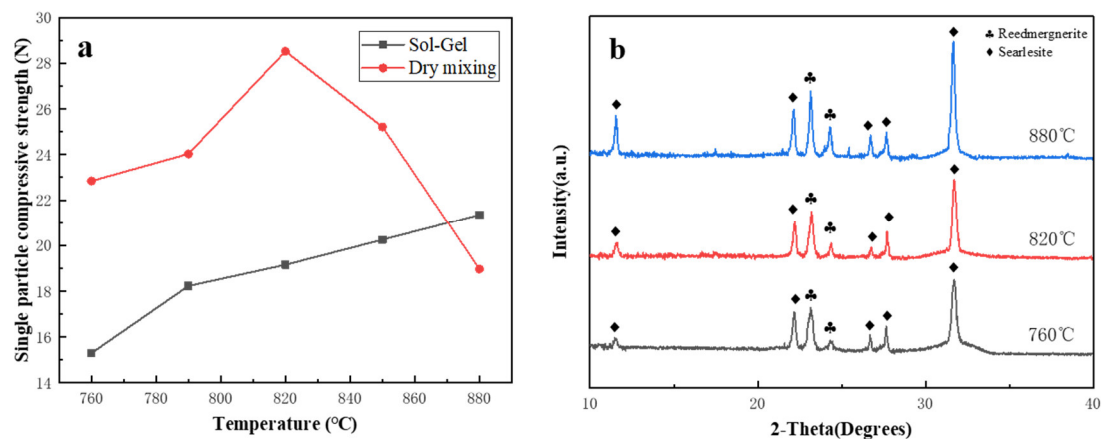 a
Sol-Gel
Dry mixing
Single particle compressive strength (N)
30
28
26
24
22
20
18
16
14
760
780
800
820
840
860
880
Temperature (°C)
b
♣ Reedmergnerite
♦ Searlesite
880℃
820℃
760℃
Intensity(a.u.)
10
20
30
40
2-Theta(Degrees)